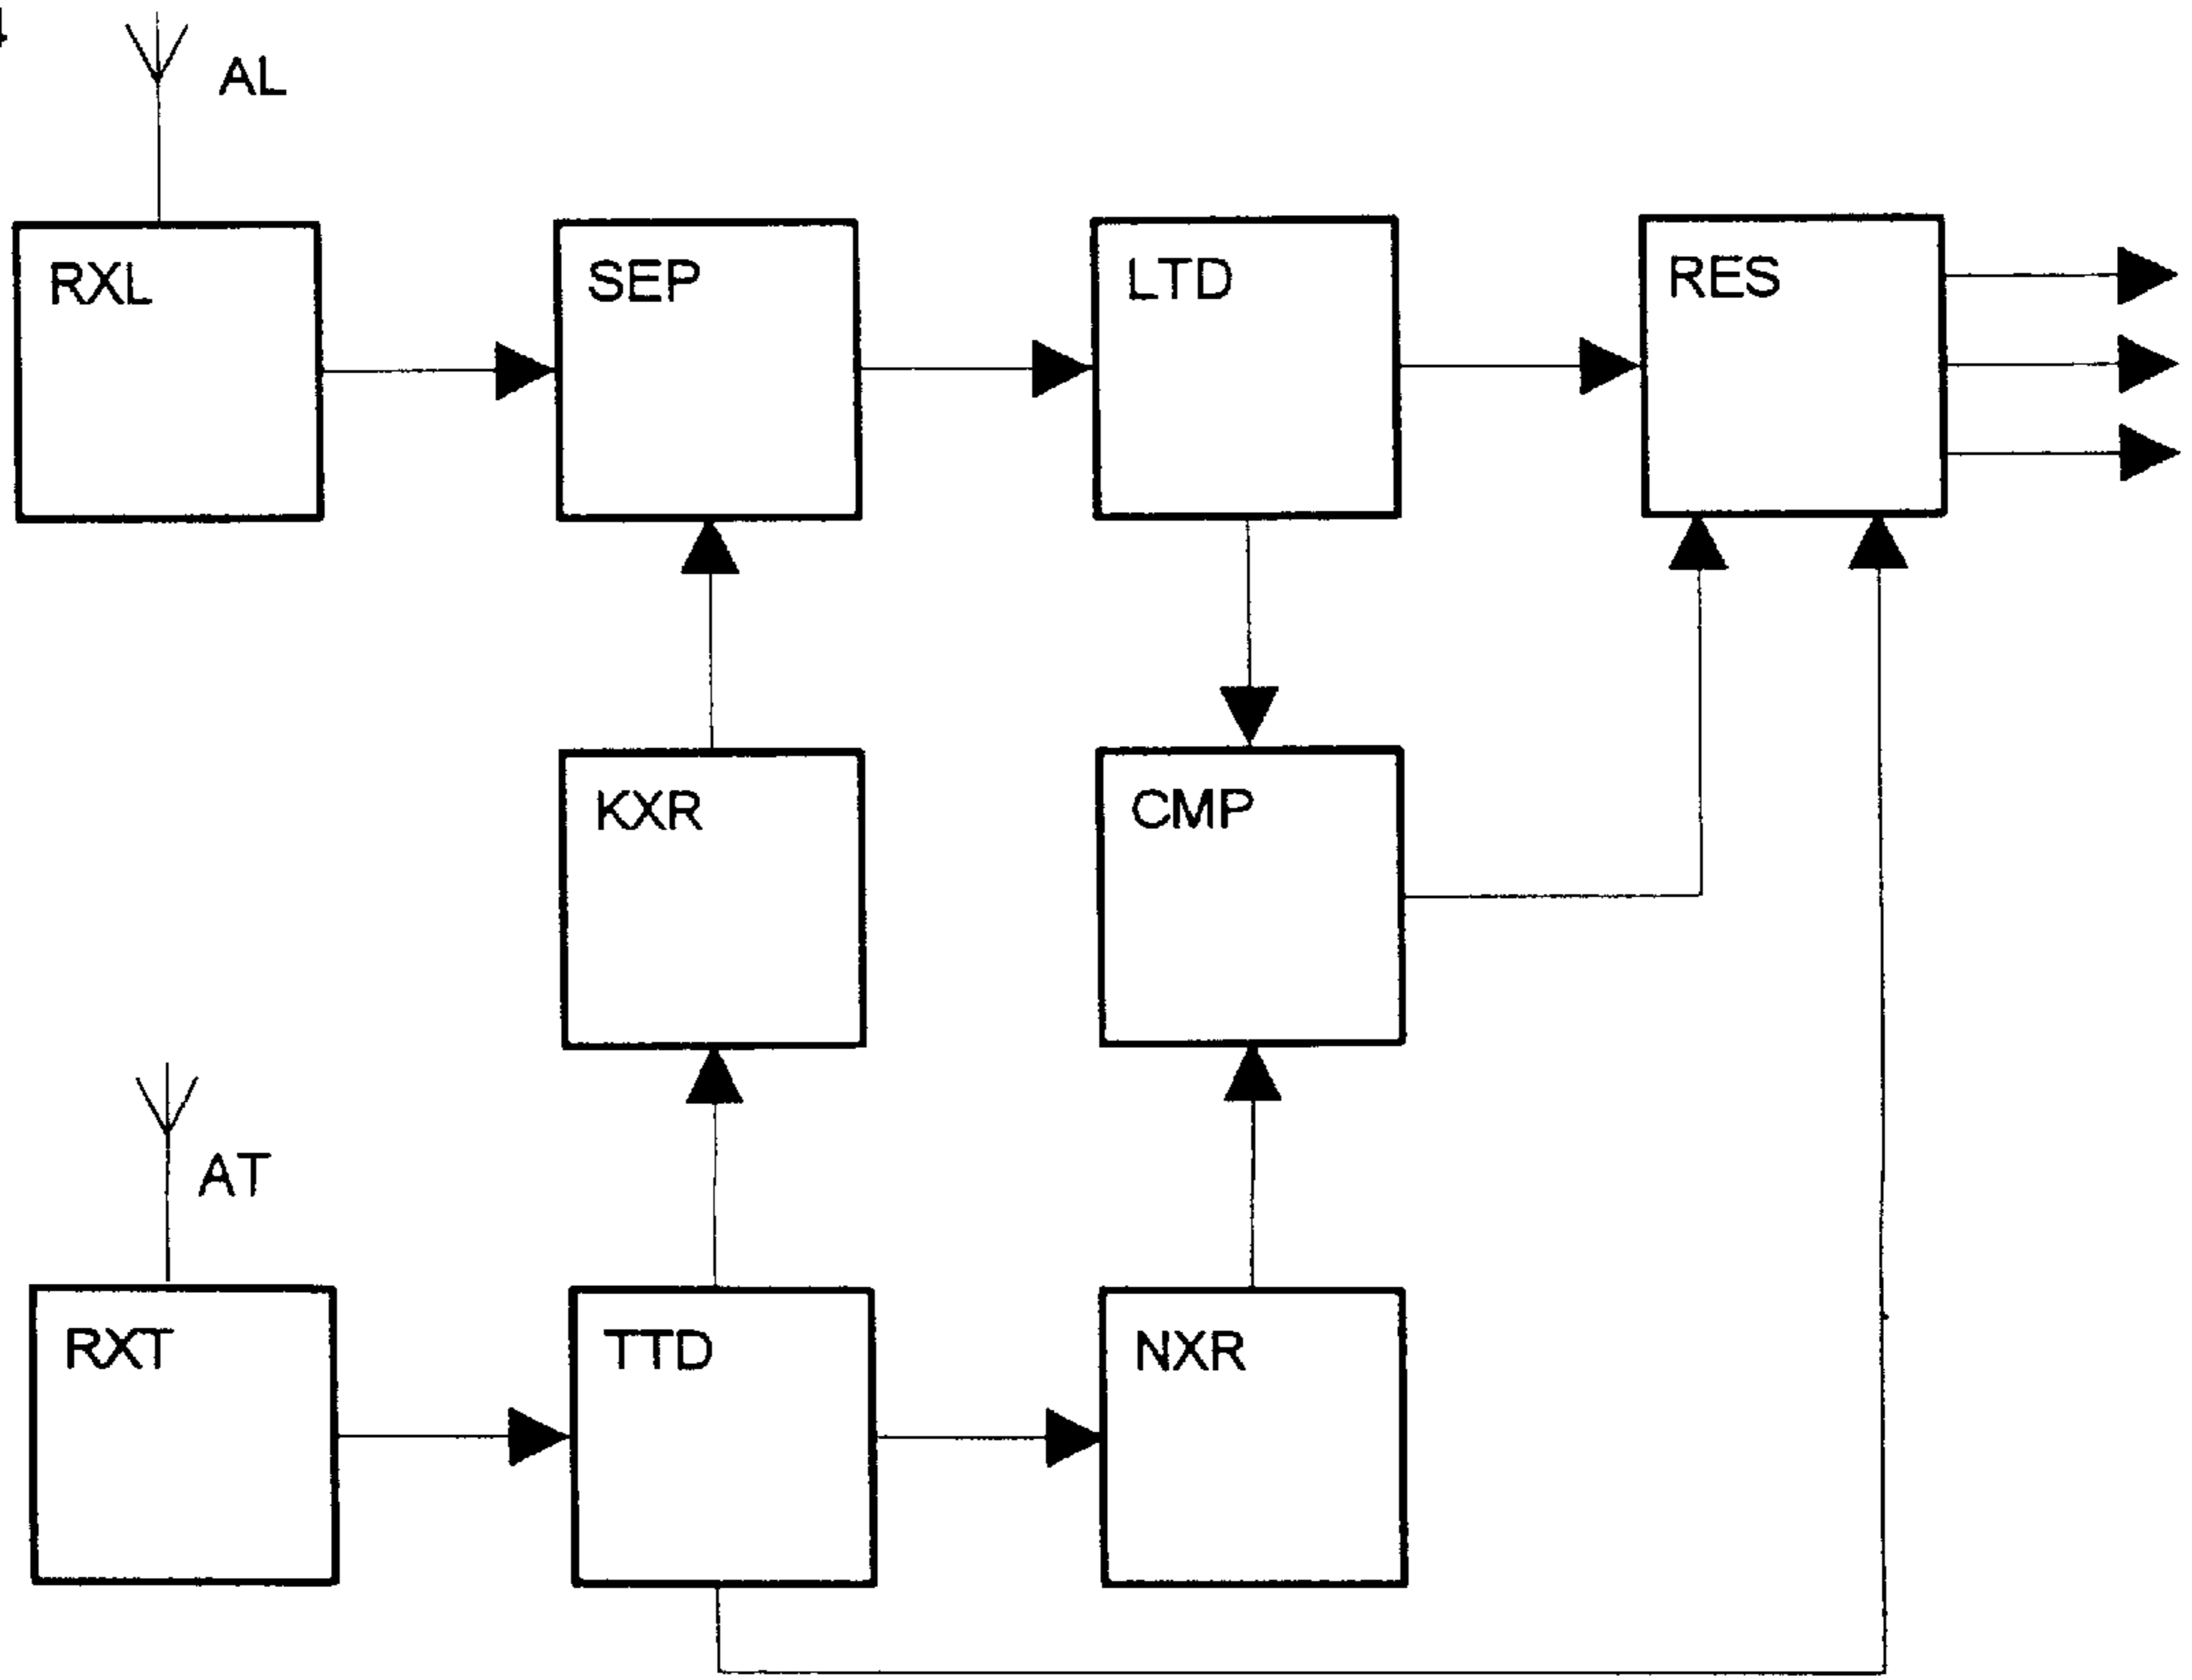 AL
RXL
SEP
LTD
RES
KXR
CMP
AT
RXT
TTD
NXR